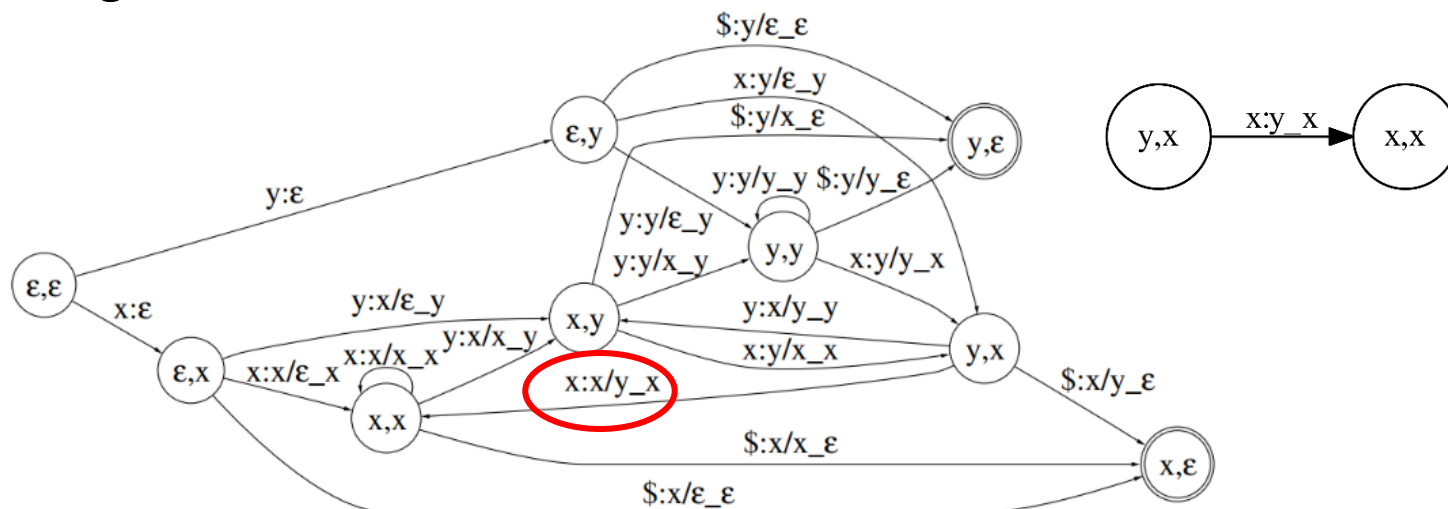 $:y/ε_ε
x:y/ε_y
$:y/x_ε
ε,y
y,ε
y,x
x:y_x
x,x
y:y/y_y
$:y/y_ε
y:ε
y:y/ε_y
y,y
y:y/x_y
x:y/y_x
ε,ε
x:ε
y:x/ε_y
y:x/x_y
x,y
y:x/y_y
x:x/x_x
x:y/x_x
y,x
ε,x
x:x/ε_x
x:x/y_x
$:x/y_ε
x,x
$:x/x_ε
x,ε
$:x/ε_ε